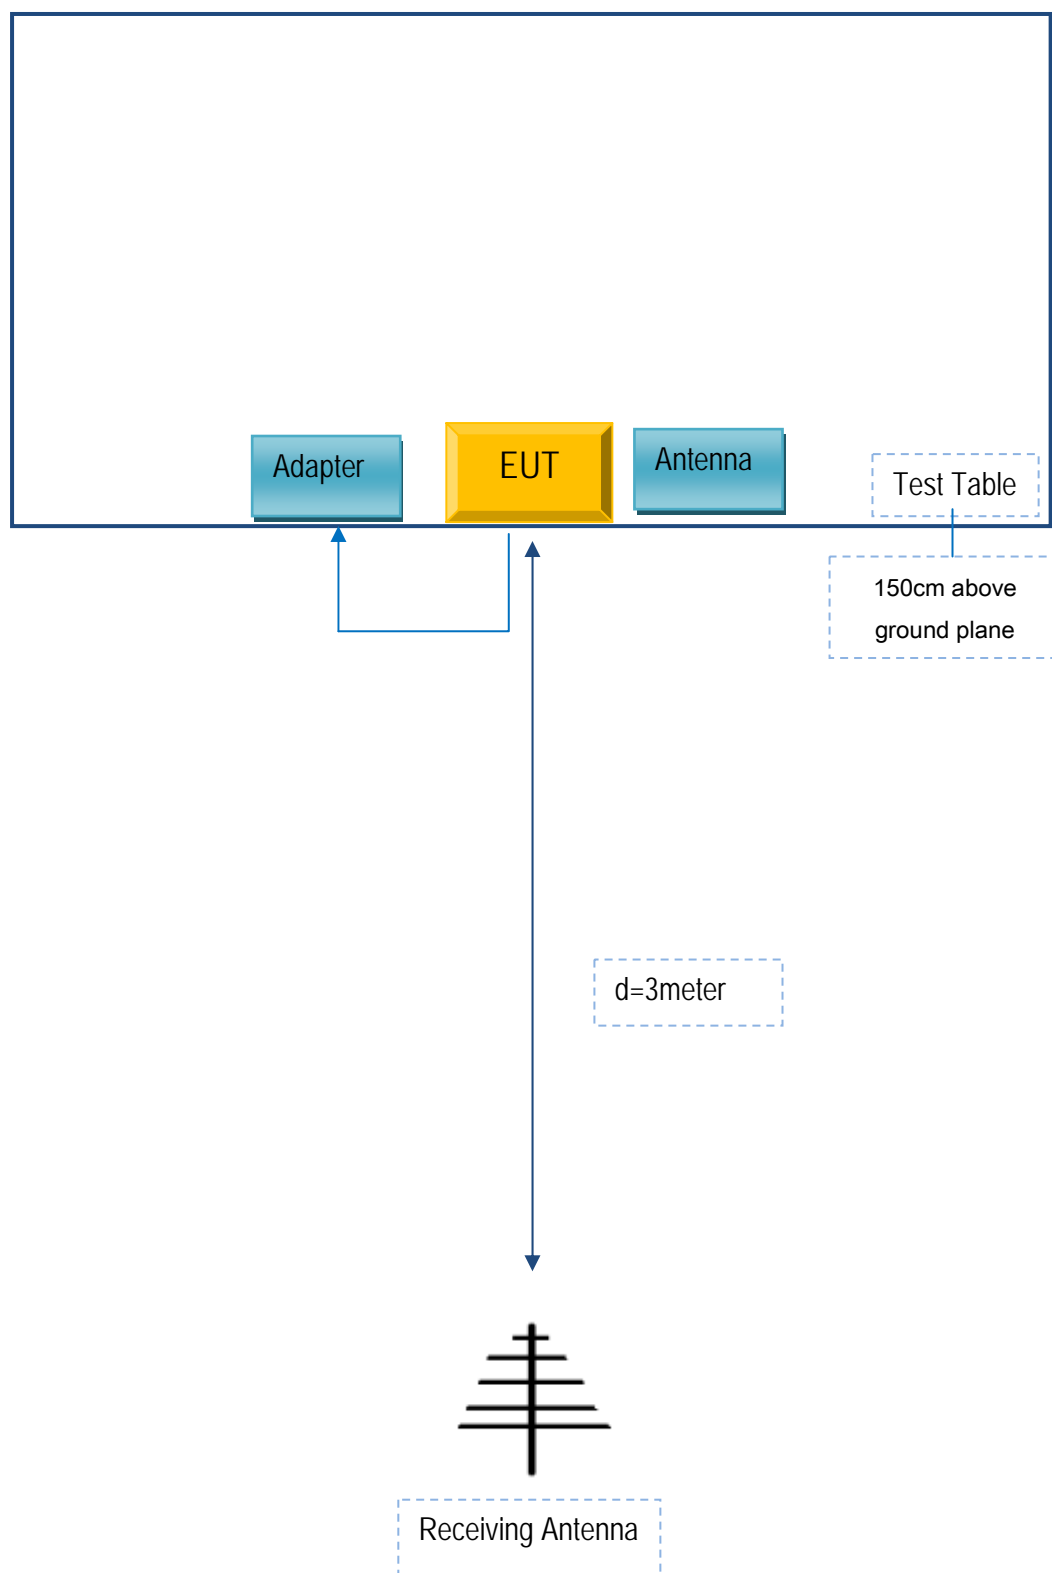 Adapter
EUT
Antenna
Test Table
150cm above
ground plane
d=3meter
Receiving Antenna